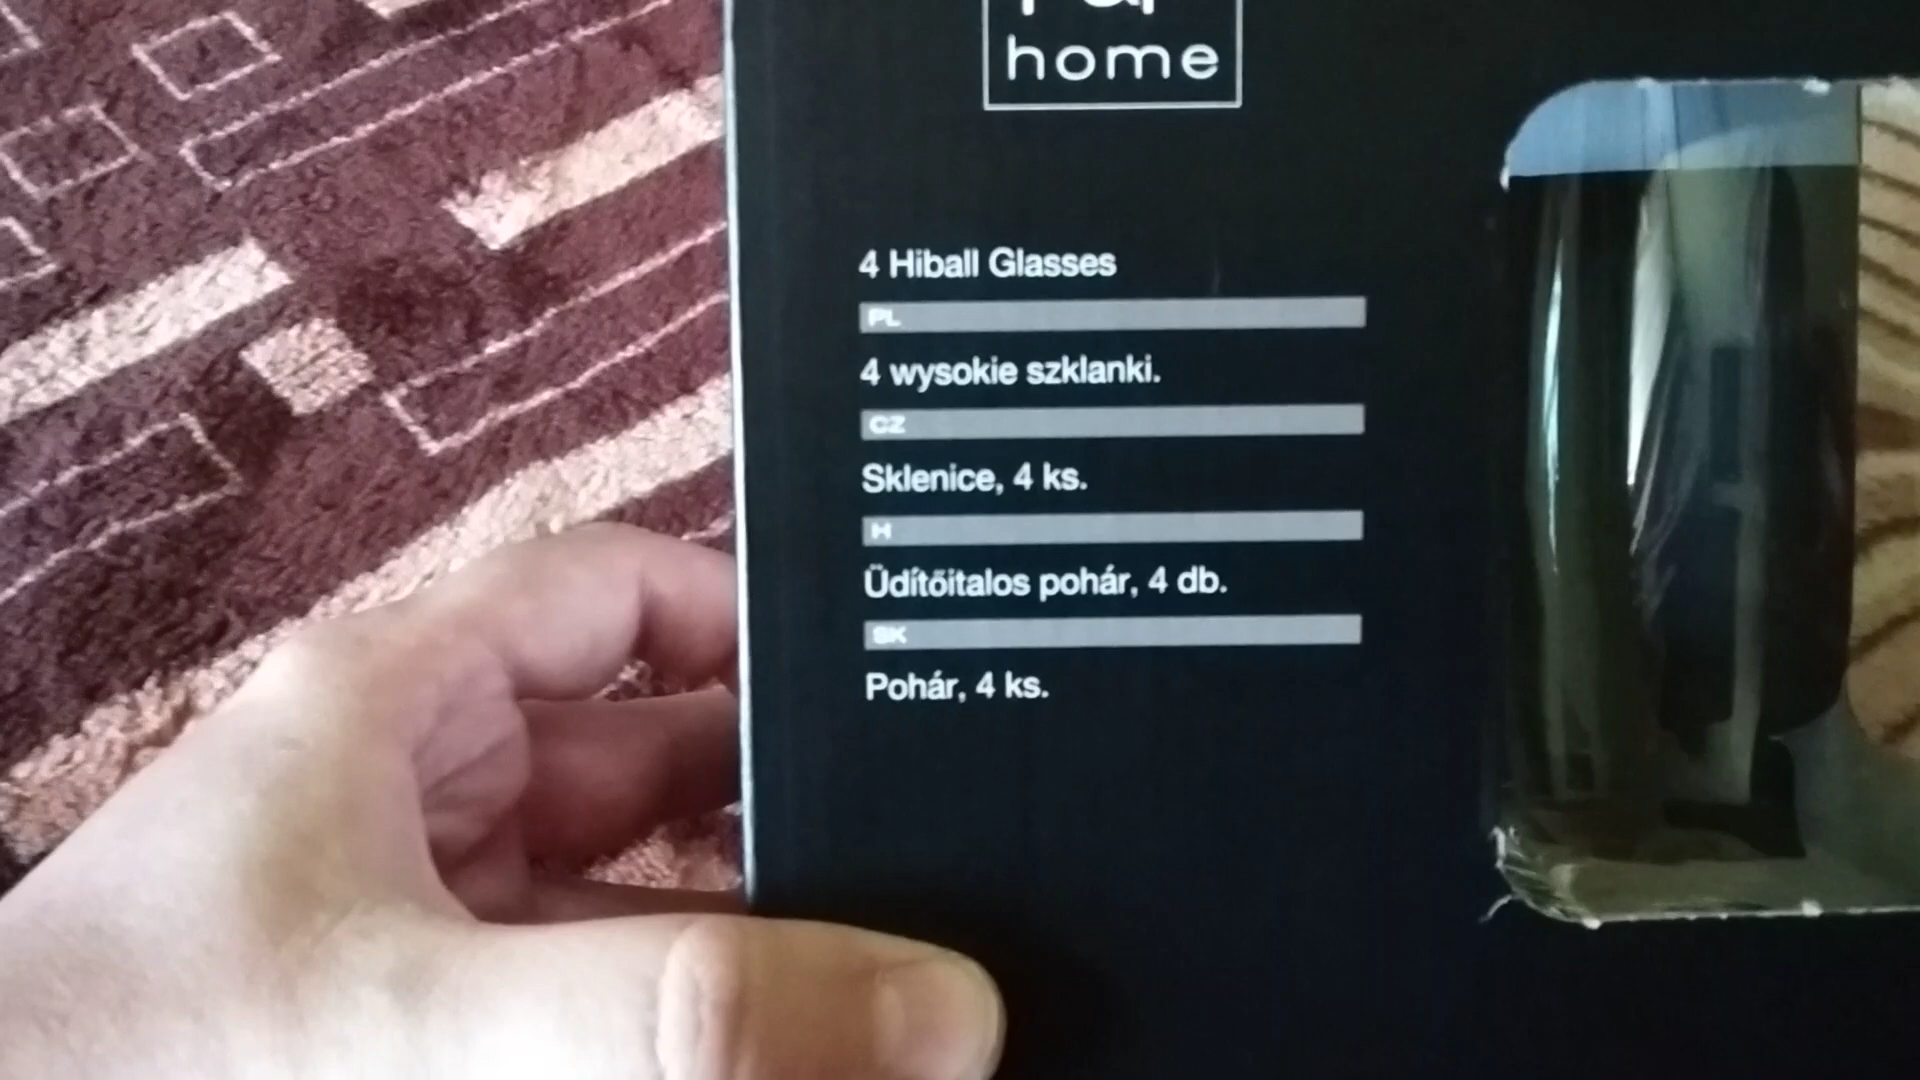 home
4 Hiball Glasses
PL
4 wysokie szklanki.
CZ
Sklenice, 4 ks.
H
Üdítőitalos pohár, 4 db.
SK
Pohár, 4 ks.